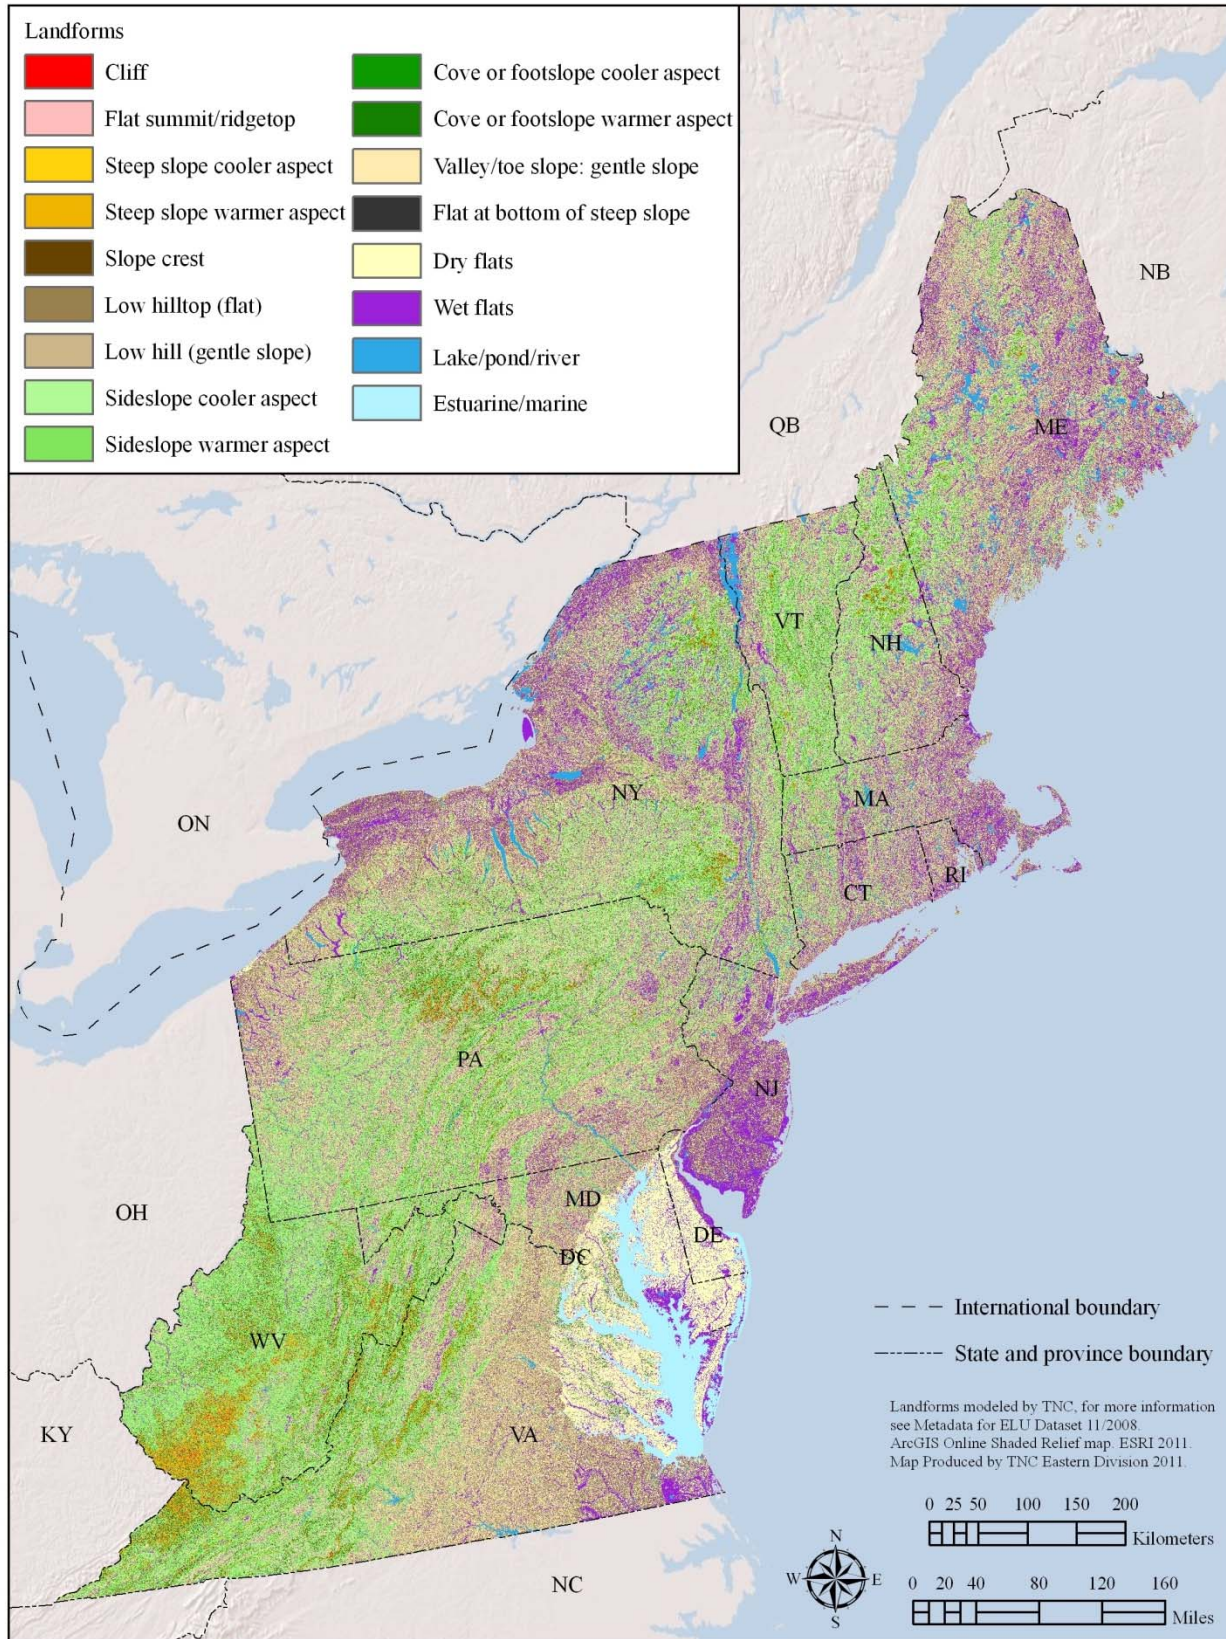 Landforms
Cliff
Flat summit/ridgetop
Steep slope cooler aspect
Steep slope warmer aspect
Slope crest
Low hilltop (flat)
Low hill (gentle slope)
Sideslope cooler aspect
Sideslope warmer aspect
Cove or footslope cooler aspect
Cove or footslope warmer aspect
Valley/toe slope: gentle slope
Flat at bottom of steep slope
Dry flats
Wet flats
Lake/pond/river
Estuarine/marine
NB
QB
ME
VT
NH
NY
MA
ON
CT
RI
PA
NJ
OH
MD
DE
DC
WV
KY
VA
NC
International boundary
State and province boundary
Landforms modeled by TNC, for more information
see Metadata for ELU Dataset 11/2008.
ArcGIS Online Shaded Relief map. ESRI 2011.
Map Produced by TNC Eastern Division 2011.
0 25 50 100 150 200
Kilometers
N
W E
S
0 20 40 80 120 160
Miles